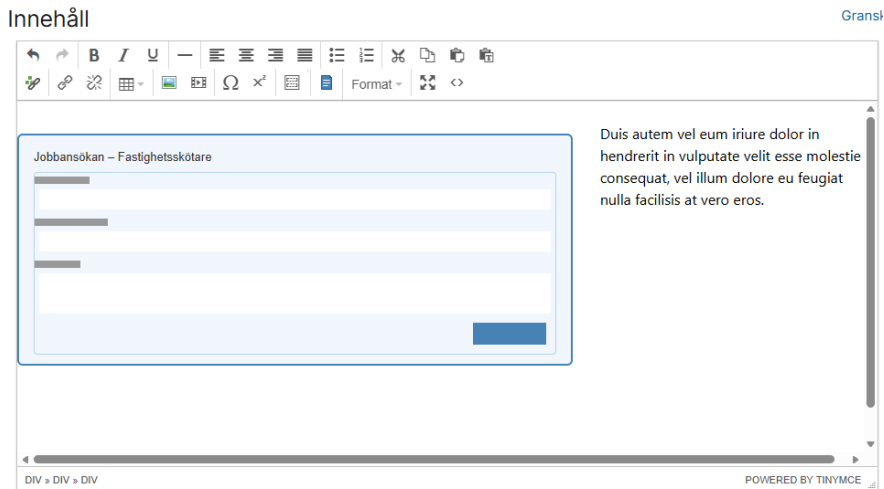 Innehåll
Gransk
Format
Jobbansökan – Fastighetsskötare
Duis autem vel eum iriure dolor in
hendrerit in vulputate velit esse molestie
consequat, vel illum dolore eu feugiat
nulla facilisis at vero eros.
DIV » DIV » DIV
POWERED BY TINYMCE